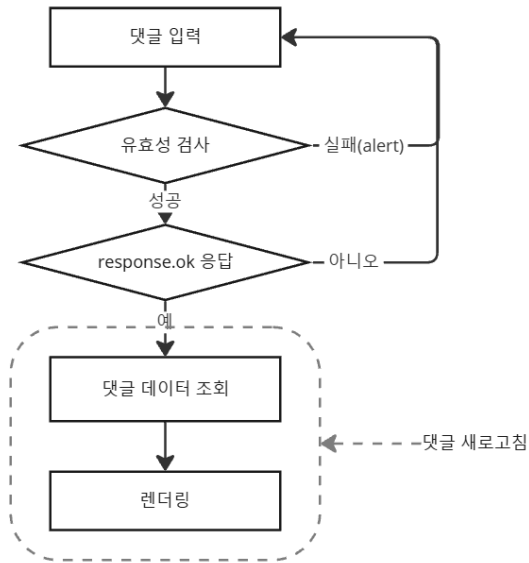 댓글 입력
유효성 검사
실패(alert)
성공
response.ok 응답
아니오
예
댓글 데이터 조회
댓글 새로고침
렌더링